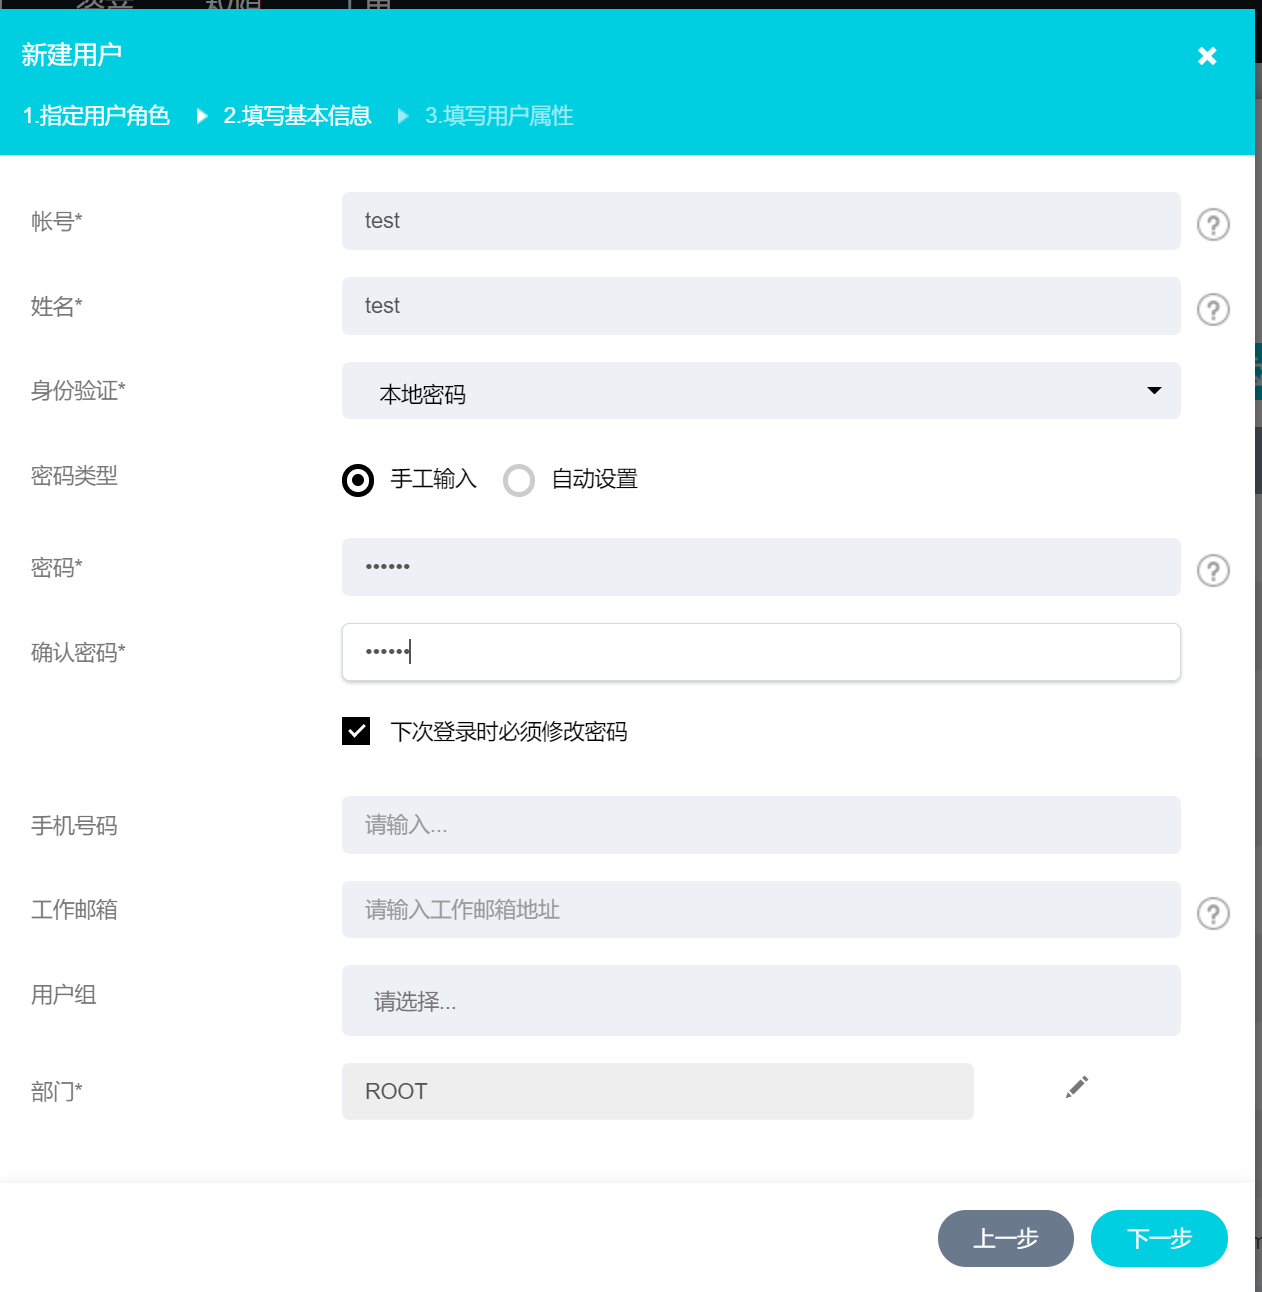 新建用户
1.指定用户角色 2.填写基本信息 3.填写用户属性
帐号* test
姓名* test
身份验证* 本地密码
密码类型 手工输入 自动设置
密码* ••••••
确认密码* ••••••
下次登录时必须修改密码
手机号码 请输入...
工作邮箱 请输入工作邮箱地址
用户组 请选择...
部门* ROOT
上一步 下一步